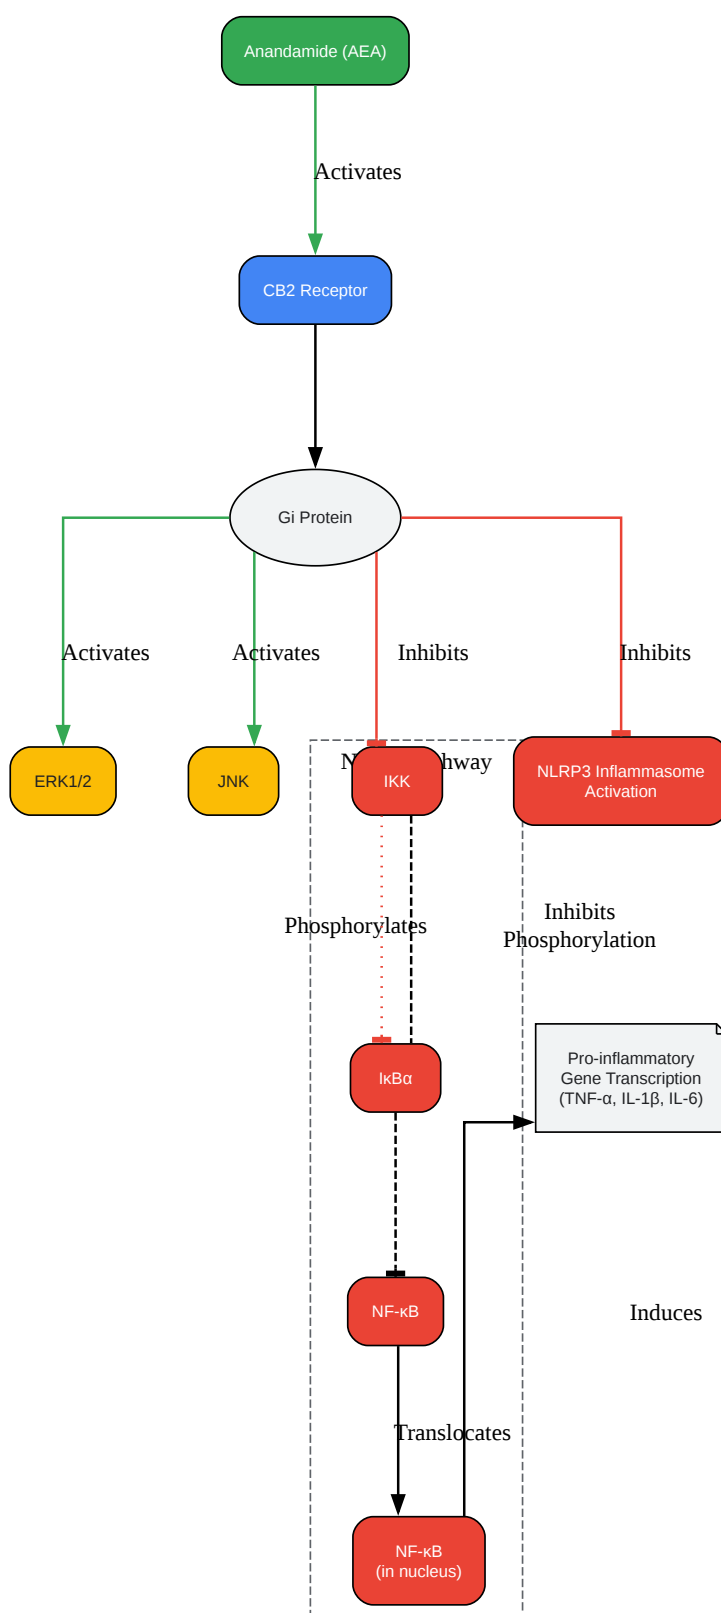 Anandamide (AEA)
Activates
CB2 Receptor
Gi Protein
Activates
Activates
Inhibits
Inhibits
ERK1/2
JNK
IKK
NLRP3 Inflammasome
Activation
Phosphorylates
Inhibits
Phosphorylation
IκBα
Pro-inflammatory
Gene Transcription
(TNF-α, IL-1β, IL-6)
NF-κB
Induces
Translocates
NF-κB
(in nucleus)